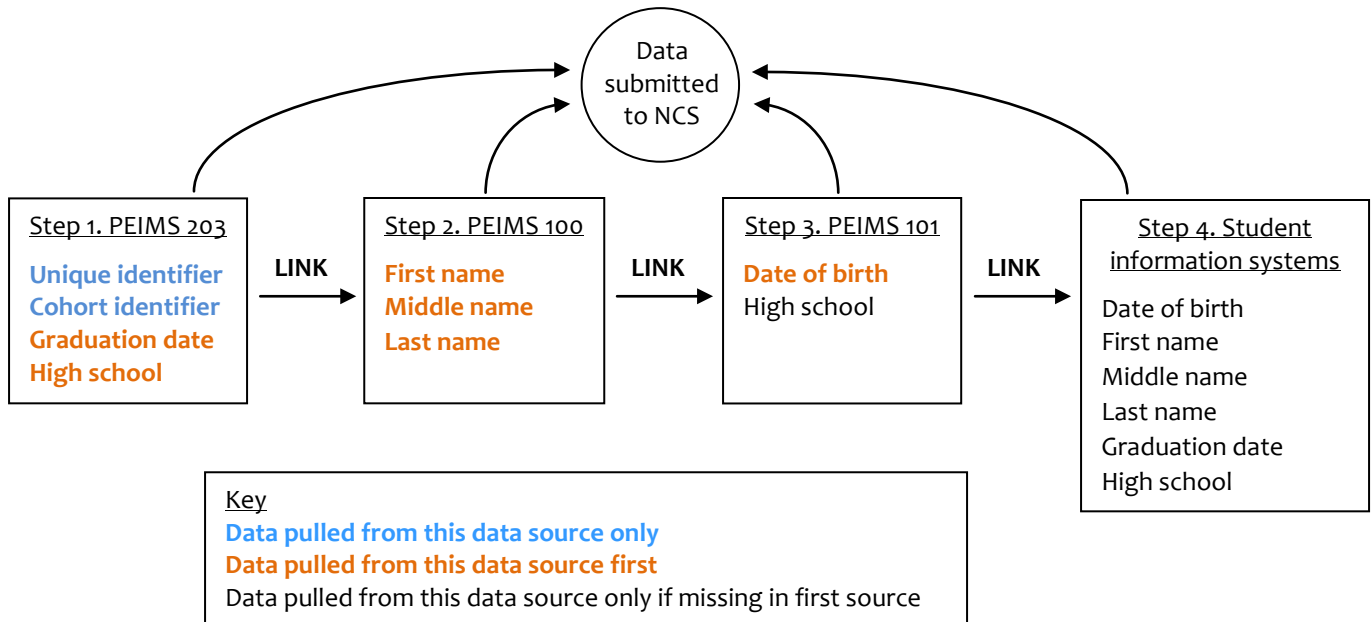 Data
submitted
to NCS
Step 1. PEIMS 203
Unique identifier
Cohort identifier
Graduation date
High school
LINK
Step 2. PEIMS 100
First name
Middle name
Last name
LINK
Step 3. PEIMS 101
Date of birth
High school
LINK
Step 4. Student
information systems
Date of birth
First name
Middle name
Last name
Graduation date
High school
Key
Data pulled from this data source only
Data pulled from this data source first
Data pulled from this data source only if missing in first source